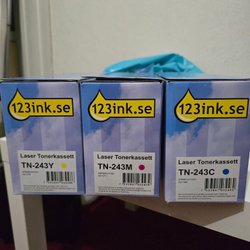 123ink.se
Laser Tonerkassett
TN-243Y
123ink.se
Laser Tonerkassett
TN-243M
123ink.se
Laser Tonerkassett
TN-243C